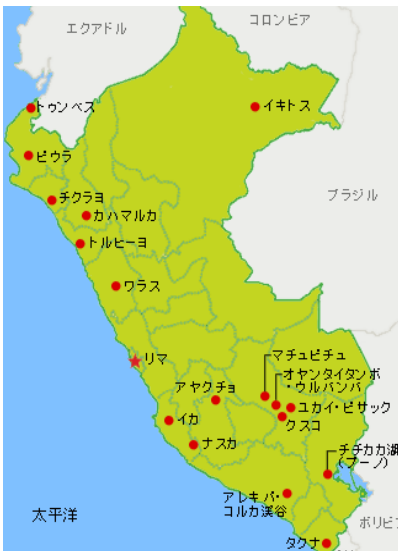 エクアドル
コロンビア
トゥンベス
イキトス
ピウラ
ブラジル
チクラヨ
カハマルカ
トルヒーヨ
ワラス
リマ
マチュピチュ
オヤンタイタンボ
・ウルバンバ
アヤクチョ
ユカイ・ピサック
クスコ
イカ
ナスカ
チチカカ湖
(プーノ)
アレキパ・
コルカ渓谷
太平洋
ボリビ
タクナ